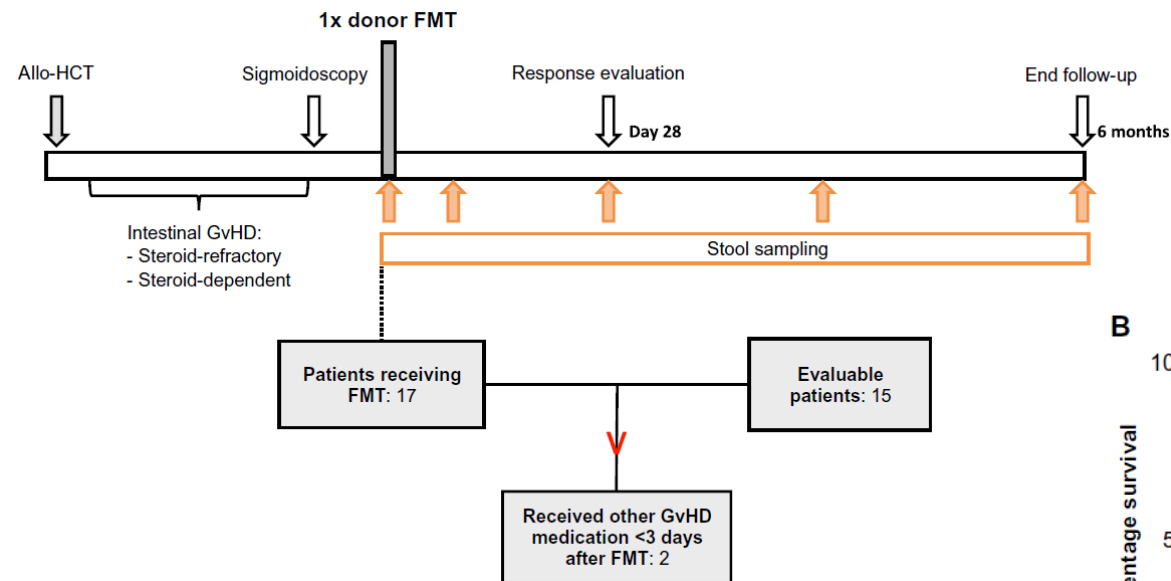 1x donor FMT
Allo-HCT
Sigmoidoscopy
Response evaluation
End follow-up
Day 28
6 months
Intestinal GvHD:
- Steroid-refractory
- Steroid-dependent
Stool sampling
Patients receiving
FMT: 17
Evaluable
patients: 15
Received other GvHD
medication <3 days
after FMT: 2
B
survival